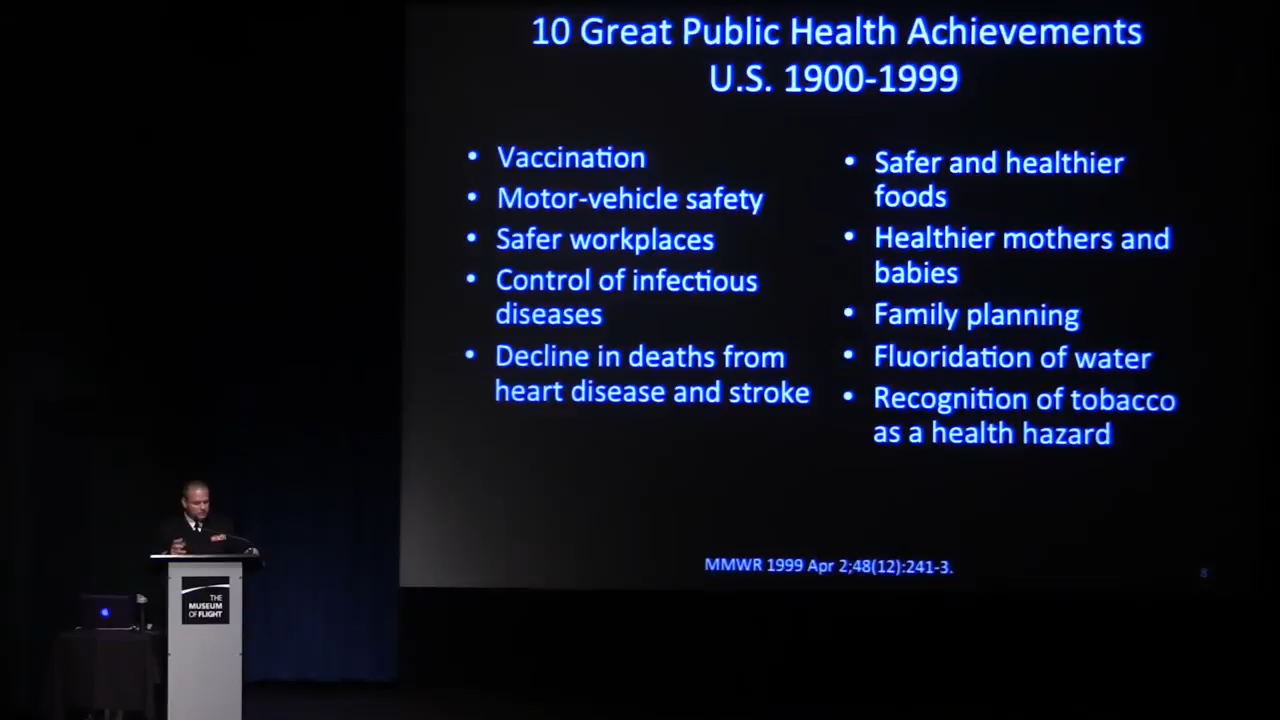 10 Great Public Health Achievements
U.S. 1900-1999
• Vaccination
• Motor-vehicle safety
• Safer workplaces
• Control of infectious
diseases
• Decline in deaths from
heart disease and stroke
• Safer and healthier
foods
• Healthier mothers and
babies
• Family planning
• Fluoridation of water
• Recognition of tobacco
as a health hazard
MMWR 1999 Apr 2;48(12):241-3.
8
THE
MUSEUM
OF FLIGHT